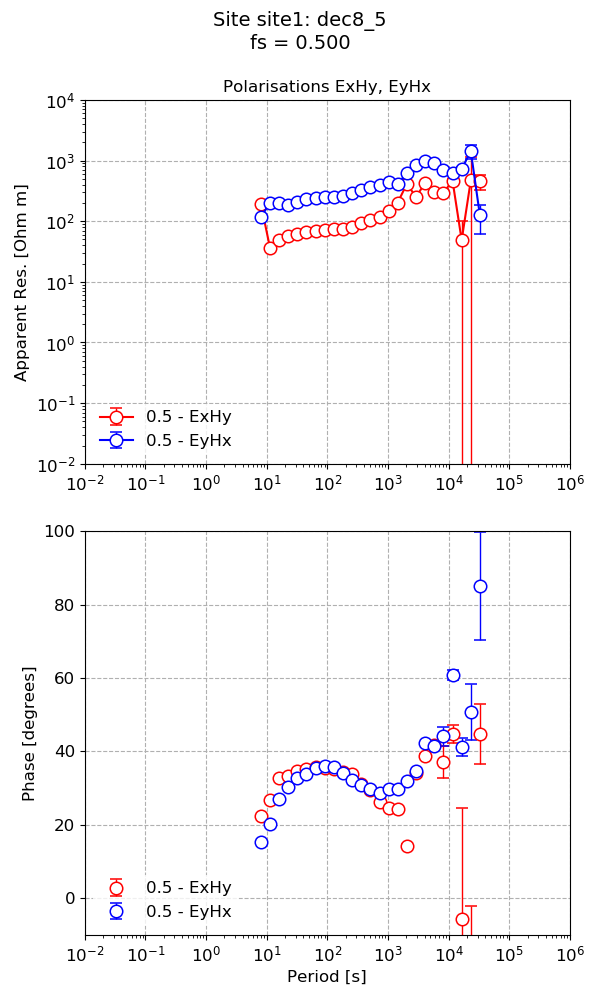 Site site1: dec8_5
fs = 0.500
Polarisations ExHy, EyHx
Apparent Res. [Ohm m]
10^4
10^3
10^2
10^1
10^0
10^−1
10^−2
0.5 - ExHy
0.5 - EyHx
10^−2 10^−1 10^0 10^1 10^2 10^3 10^4 10^5 10^6
Phase [degrees]
100
80
60
40
20
0
0.5 - ExHy
0.5 - EyHx
10^−2 10^−1 10^0 10^1 10^2 10^3 10^4 10^5 10^6
Period [s]